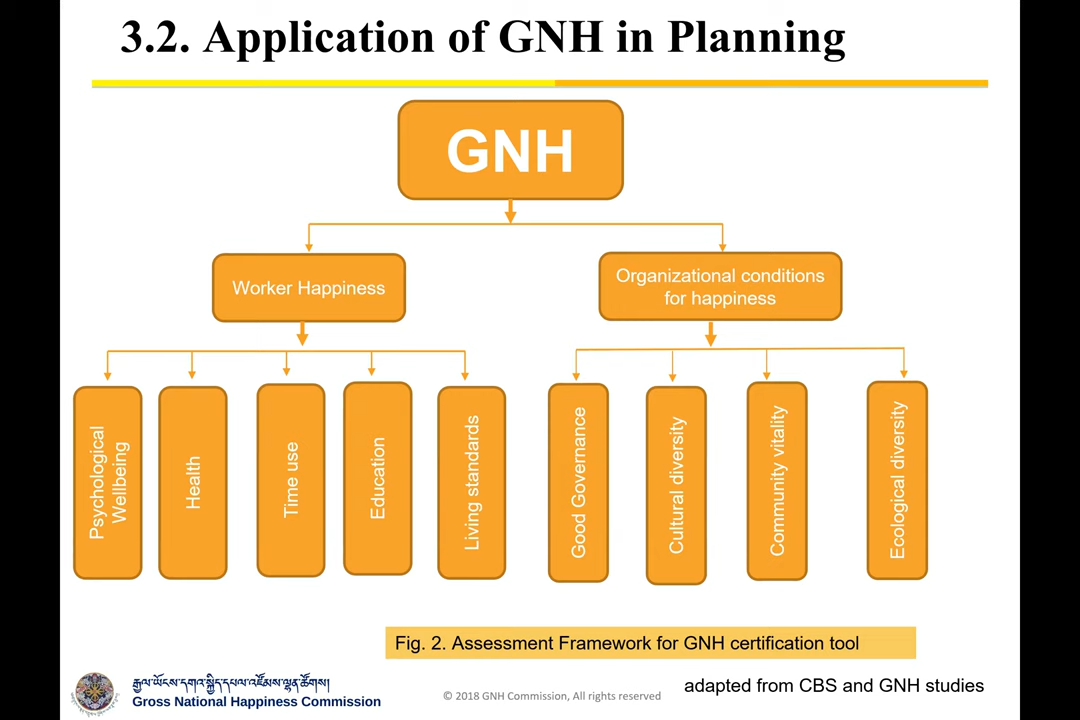 3.2. Application of GNH in Planning
GNH
Worker Happiness
Organizational conditions
for happiness
Psychological
Wellbeing
Health
Time use
Education
Living standards
Good Governance
Cultural diversity
Community vitality
Ecological diversity
Fig. 2. Assessment Framework for GNH certification tool
རྒྱལ་ཡོངས་དགའ་སྐྱིད་དཔལ་འཛོམས་ལྷན་ཚོགས།
Gross National Happiness Commission
© 2018 GNH Commission, All rights reserved
adapted from CBS and GNH studies